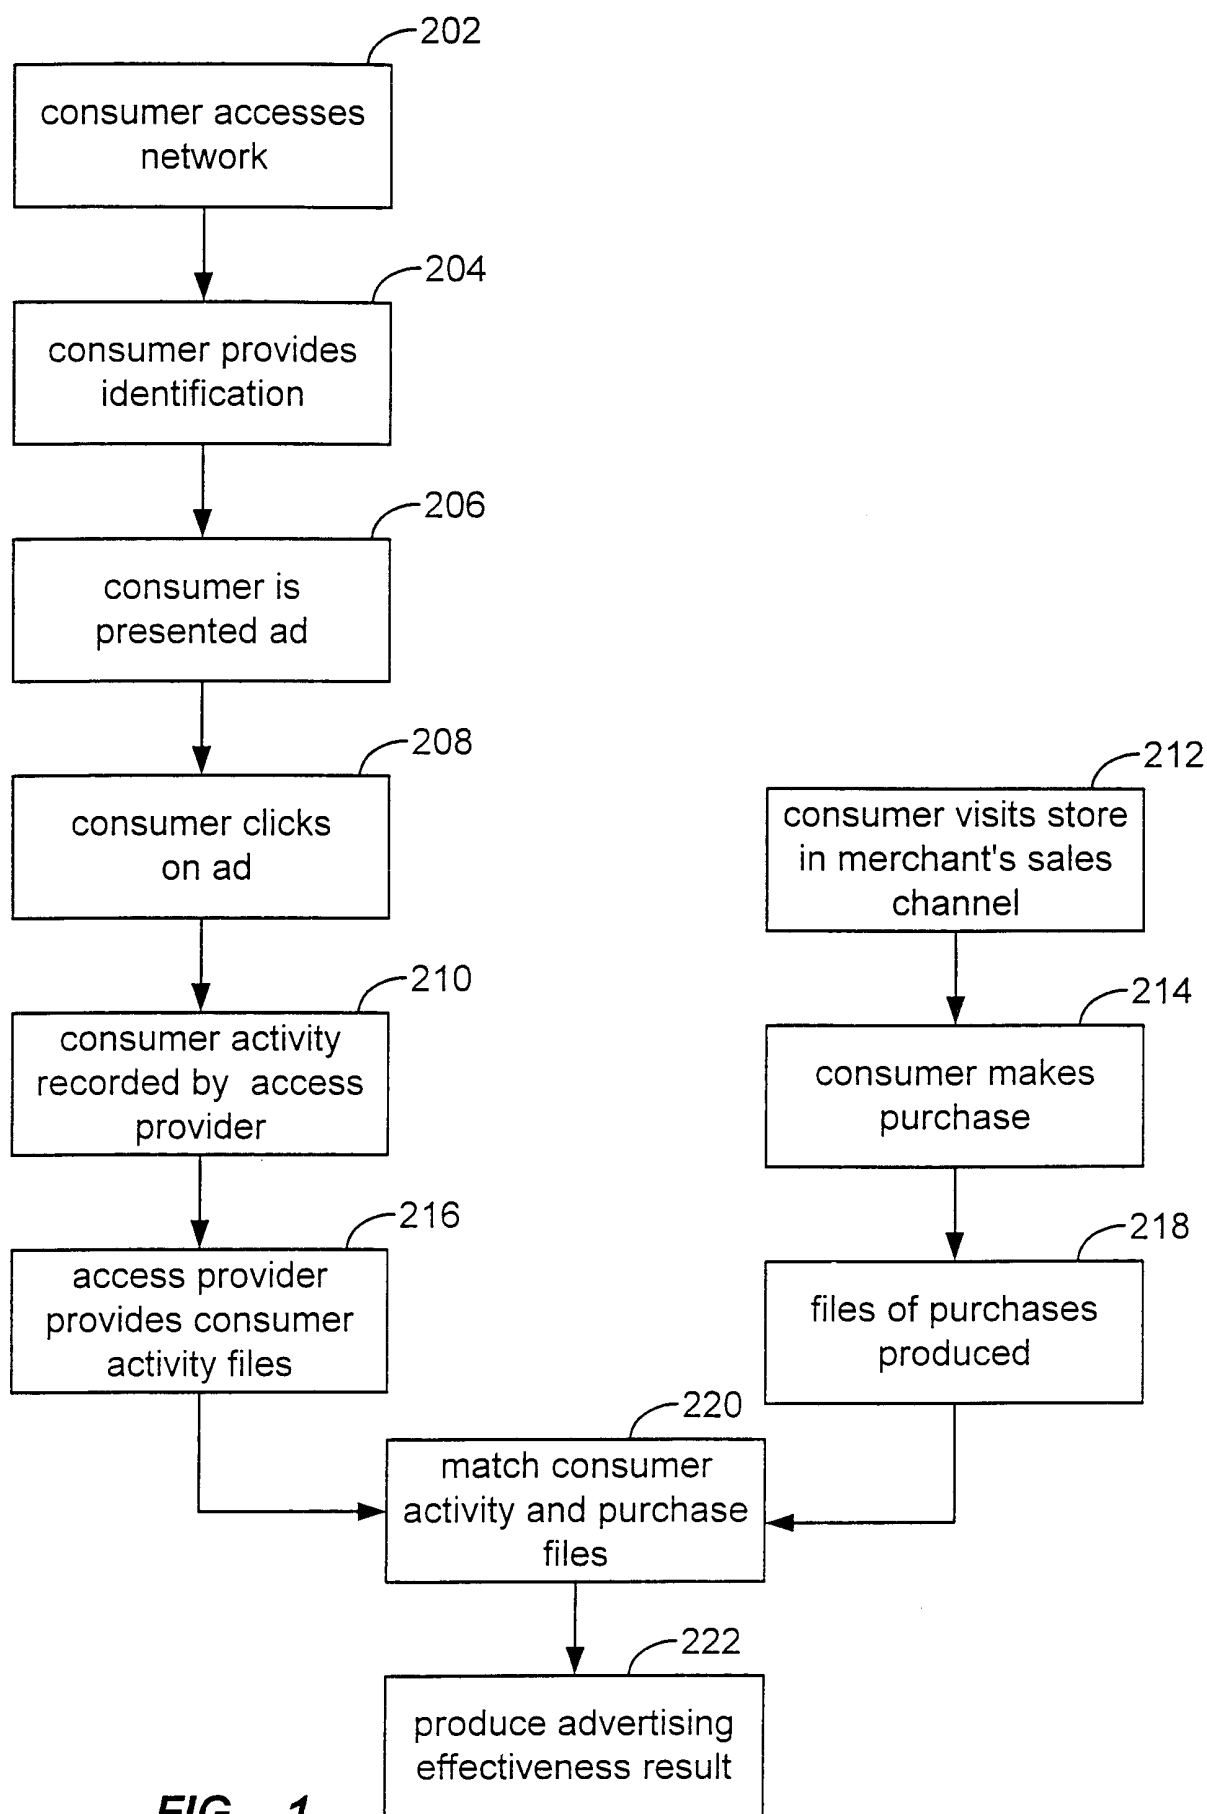 202
consumer accesses
network
204
consumer provides
identification
206
consumer is
presented ad
208
consumer clicks
on ad
210
consumer activity
recorded by access
provider
216
access provider
provides consumer
activity files
212
consumer visits store
in merchant's sales
channel
214
consumer makes
purchase
218
files of purchases
produced
220
match consumer
activity and purchase
files
222
produce advertising
effectiveness result
FIG. 1